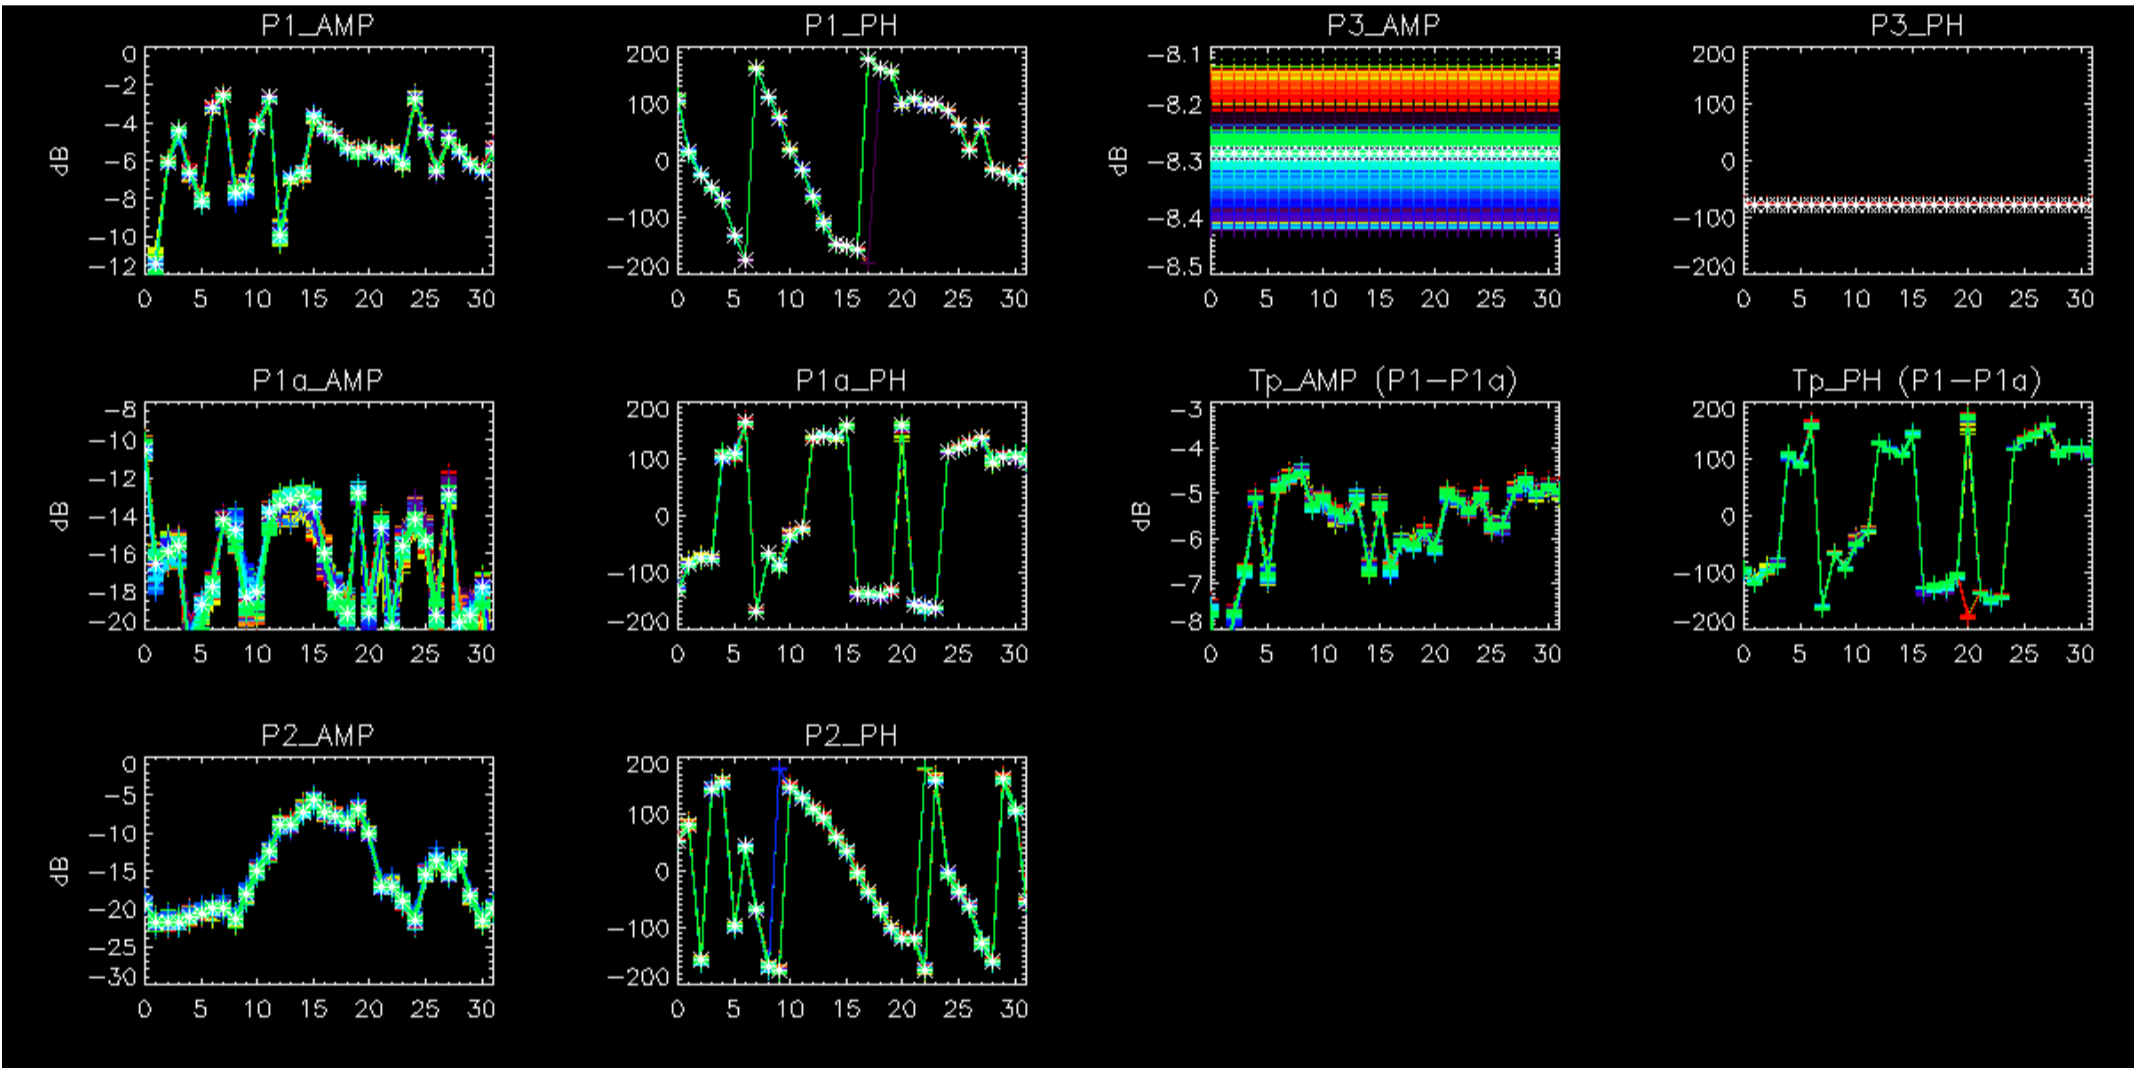 P1_AMP
0
−2
−4
−6
−8
−10
−12
dB
0 5 10 15 20 25 30
P1_PH
200
100
0
−100
−200
0 5 10 15 20 25 30
P3_AMP
−8.1
−8.2
−8.3
−8.4
−8.5
dB
0 5 10 15 20 25 30
P3_PH
200
100
0
−100
−200
0 5 10 15 20 25 30
P1a_AMP
−8
−10
−12
−14
−16
−18
−20
dB
0 5 10 15 20 25 30
P1a_PH
200
100
0
−100
−200
0 5 10 15 20 25 30
Tp_AMP (P1−P1a)
−3
−4
−5
−6
−7
−8
dB
0 5 10 15 20 25 30
Tp_PH (P1−P1a)
200
100
0
−100
−200
0 5 10 15 20 25 30
P2_AMP
0
−5
−10
−15
−20
−25
−30
dB
0 5 10 15 20 25 30
P2_PH
200
100
0
−100
−200
0 5 10 15 20 25 30